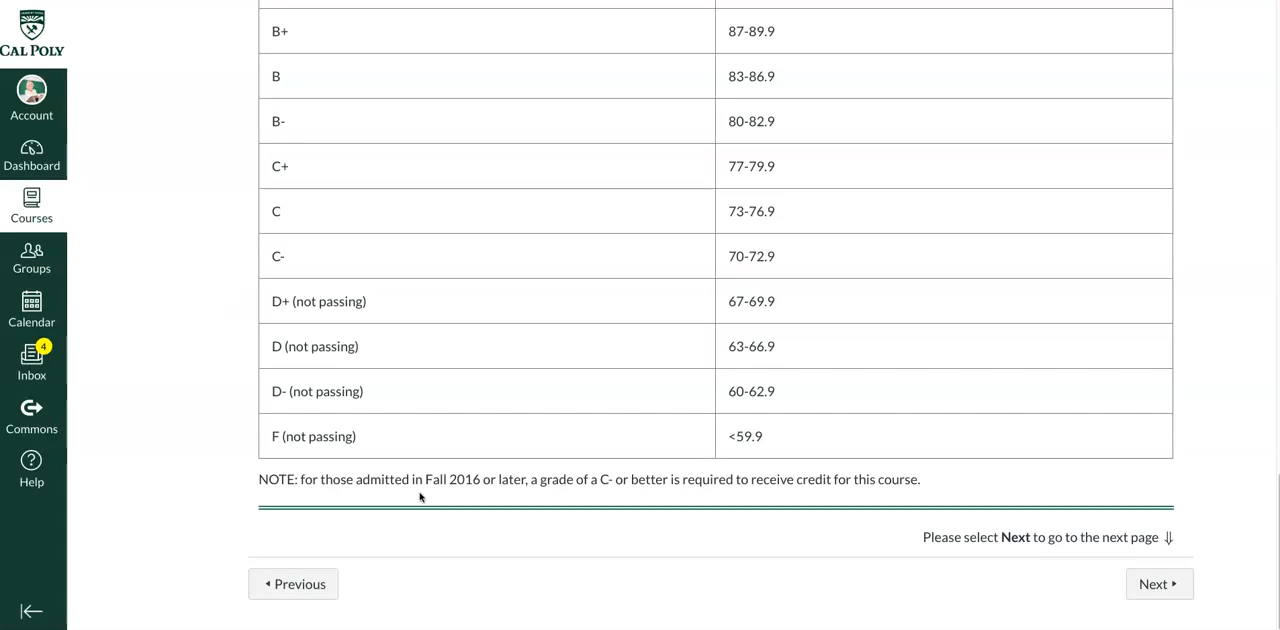 CAL POLY
Account
Dashboard
Courses
Groups
Calendar
4
Inbox
Commons
Help
B+ 87-89.9
B 83-86.9
B- 80-82.9
C+ 77-79.9
C 73-76.9
C- 70-72.9
D+ (not passing) 67-69.9
D (not passing) 63-66.9
D- (not passing) 60-62.9
F (not passing) <59.9
NOTE: for those admitted in Fall 2016 or later, a grade of a C- or better is required to receive credit for this course.
Please select Next to go to the next page ⇓
Previous
Next